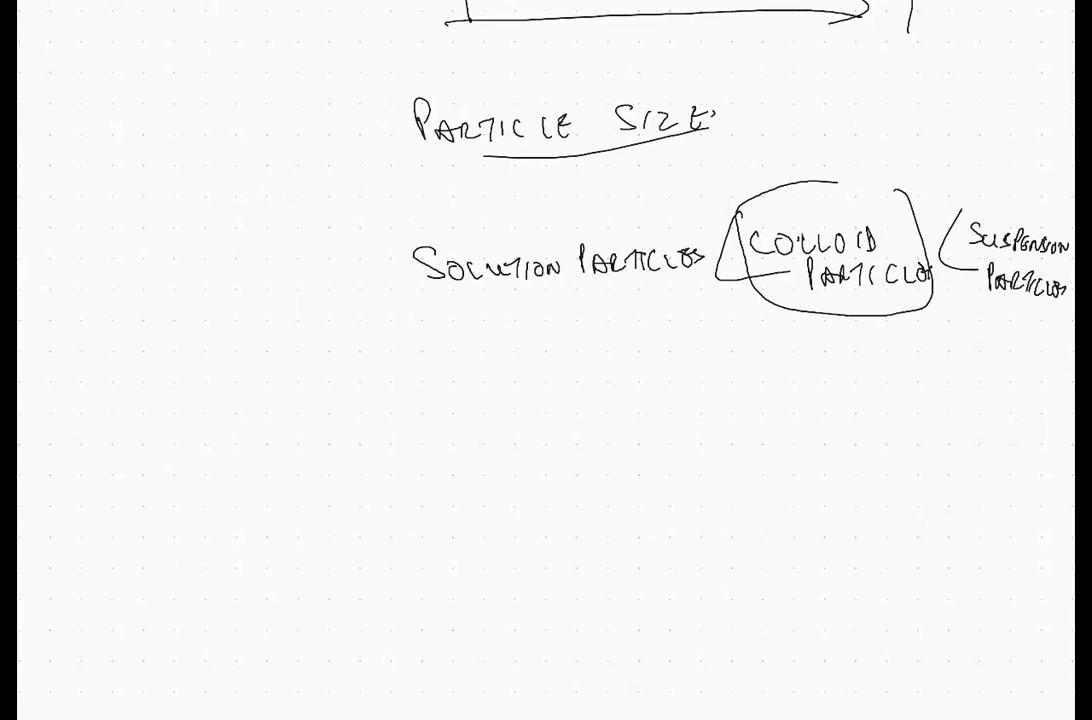 PARTICLE SIZE
SOLUTION PARTICLES < COLLOID PARTICLES < SUSPENSION PARTICLES